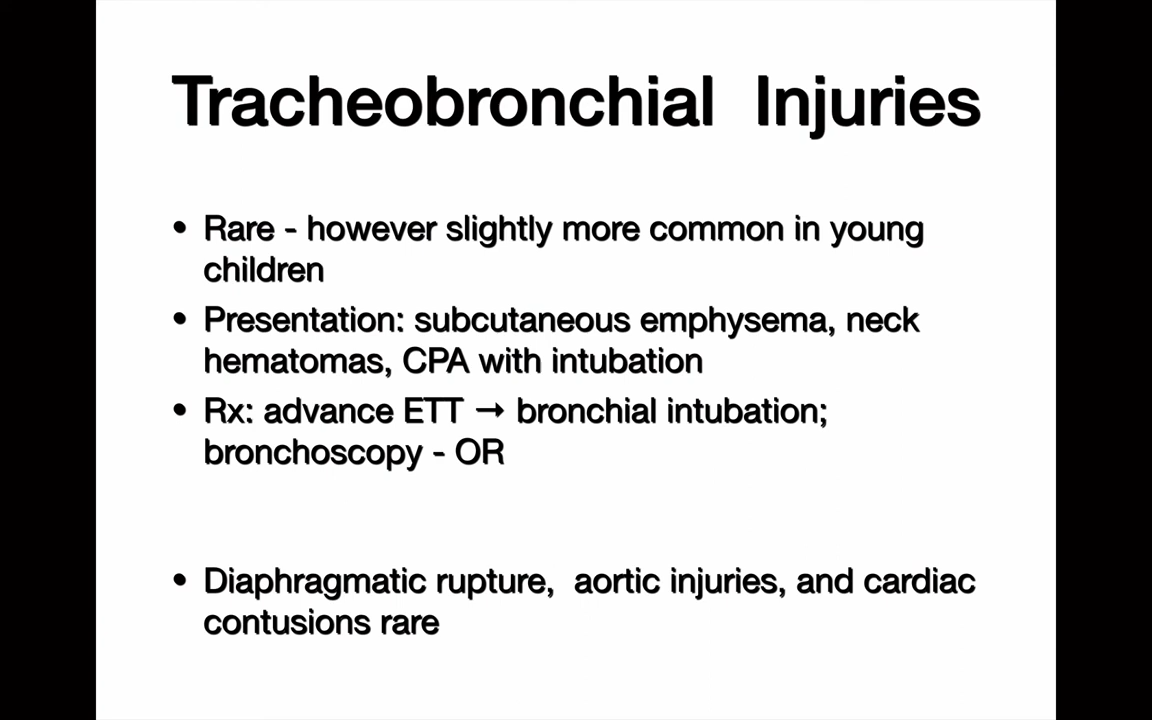 Tracheobronchial Injuries
• Rare - however slightly more common in young
children
• Presentation: subcutaneous emphysema, neck
hematomas, CPA with intubation
• Rx: advance ETT → bronchial intubation;
bronchoscopy - OR
• Diaphragmatic rupture, aortic injuries, and cardiac
contusions rare